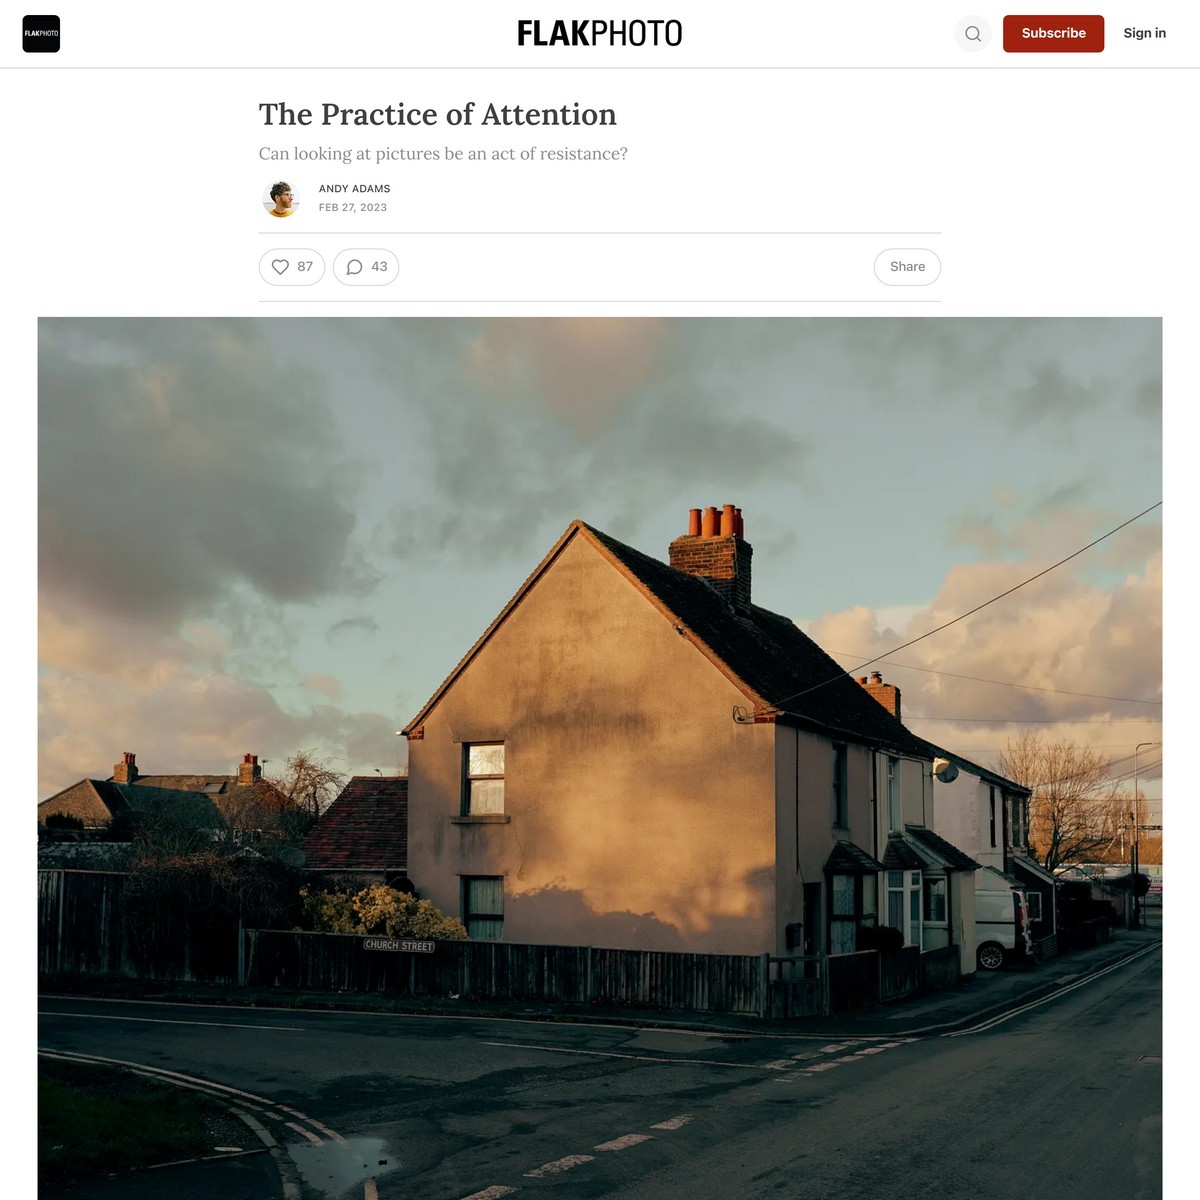 FLAKPHOTO
FLAKPHOTO
Subscribe
Sign in
The Practice of Attention
Can looking at pictures be an act of resistance?
ANDY ADAMS
FEB 27, 2023
87
43
Share
CHURCH STREET